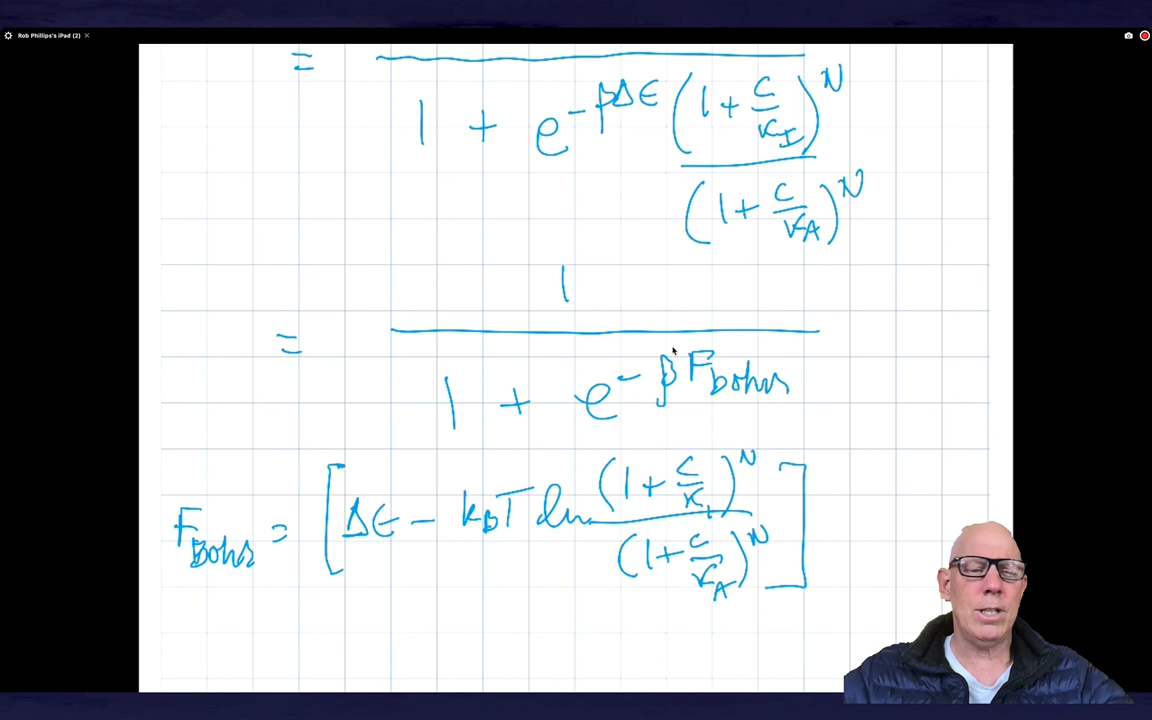 Rob Phillips's iPad (2) ×
=
1 + e^{-βΔε} (1 + c/K_I)^N / (1 + c/K_A)^N
= 1 / (1 + e^{-βF_bohr})
F_Bohr = [Δε - k_BT ln (1 + c/K_I)^N / (1 + c/K_A)^N]